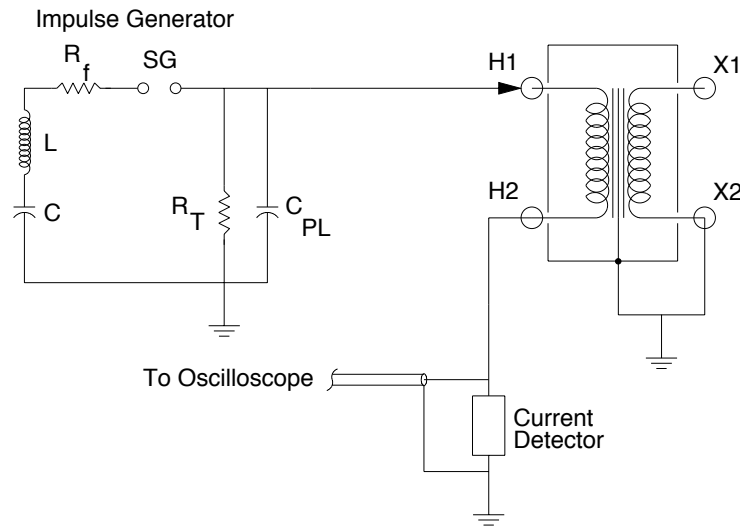 Impulse Generator
R
f
SG
L
C
R
T
C
PL
H1
H2
X1
X2
To Oscilloscope
Current
Detector